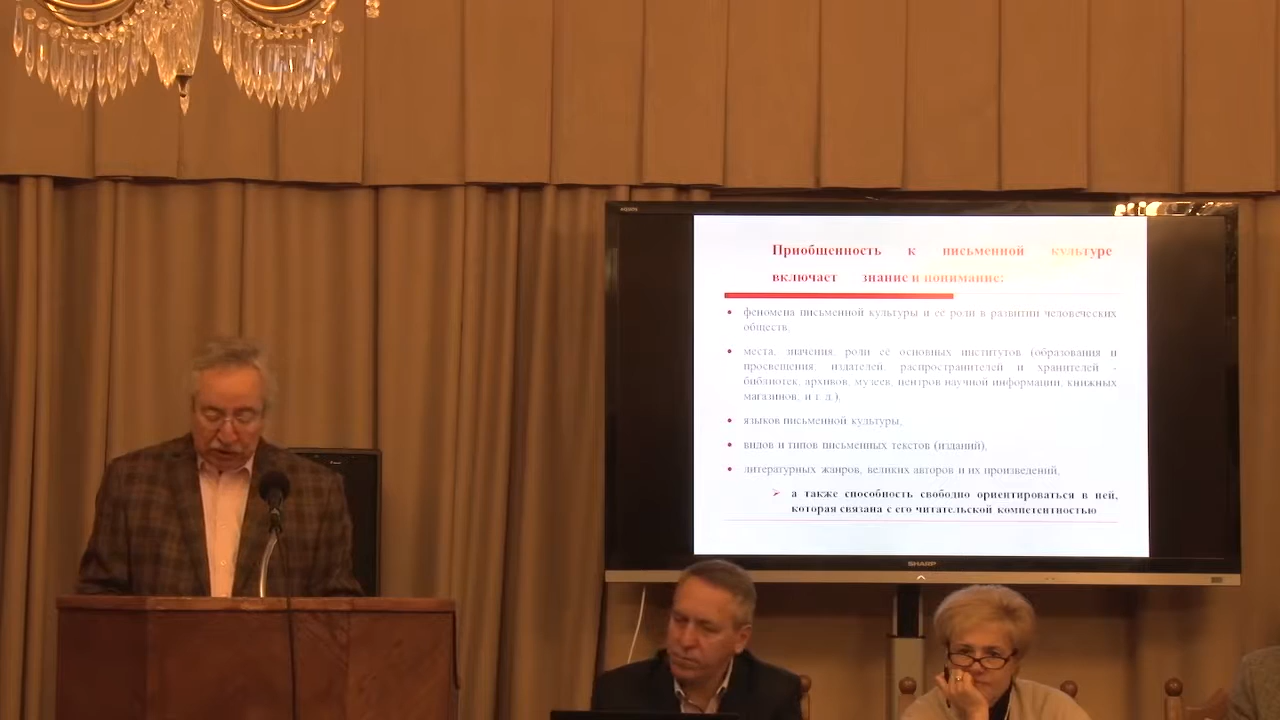 Приобщенность к письменной культуре
включает знание и понимание:
феномена письменной культуры и ее роли в развитии человеческих
обществ,
места, значения, роли ее основных институтов (образования и
просвещения, издателей, распространителей и хранителей -
библиотек, архивов, музеев, центров научной информации, книжных
магазинов, и т. д.),
языков письменной культуры,
видов и типов письменных текстов (изданий),
литературных жанров, великих авторов и их произведений,
а также способность свободно ориентироваться в ней,
которая связана с его читательской компетентностью
SHARP